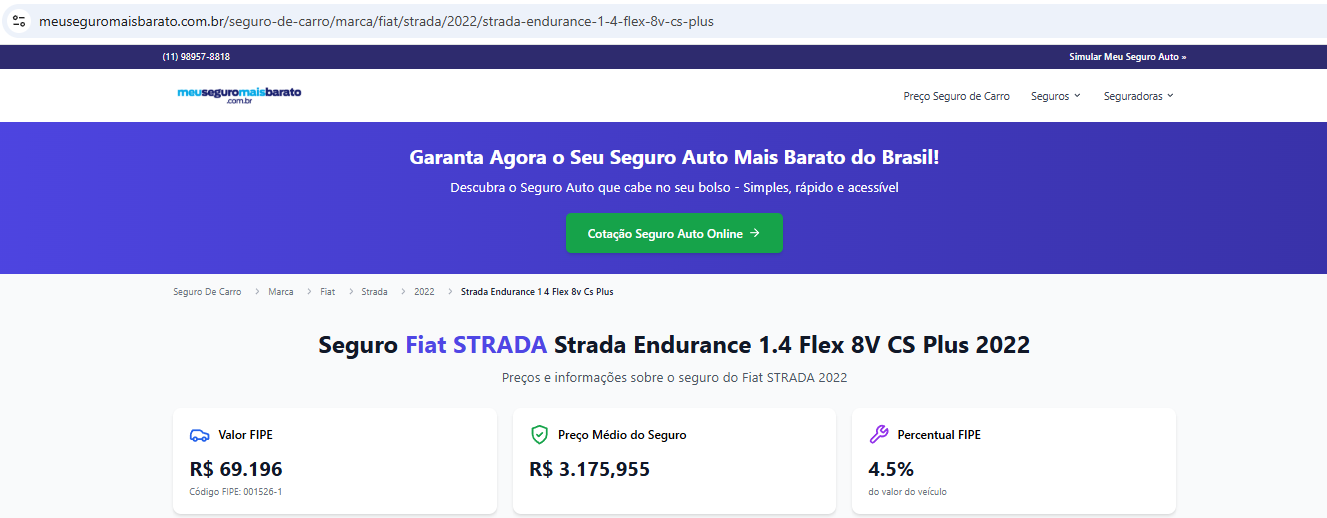 meuseguromaisbarato.com.br/seguro-de-carro/marca/fiat/strada/2022/strada-endurance-1-4-flex-8v-cs-plus
(11) 98957-8818
Simular Meu Seguro Auto »
meuseguromaisbarato
.com.br
Preço Seguro de Carro
Seguros
Seguradoras
Garanta Agora o Seu Seguro Auto Mais Barato do Brasil!
Descubra o Seguro Auto que cabe no seu bolso - Simples, rápido e acessível
Cotação Seguro Auto Online →
Seguro De Carro > Marca > Fiat > Strada > 2022 > Strada Endurance 1 4 Flex 8v Cs Plus
Seguro Fiat STRADA Strada Endurance 1.4 Flex 8V CS Plus 2022
Preços e informações sobre o seguro do Fiat STRADA 2022
Valor FIPE
R$ 69.196
Código FIPE: 001526-1
Preço Médio do Seguro
R$ 3.175,955
Percentual FIPE
4.5%
do valor do veículo